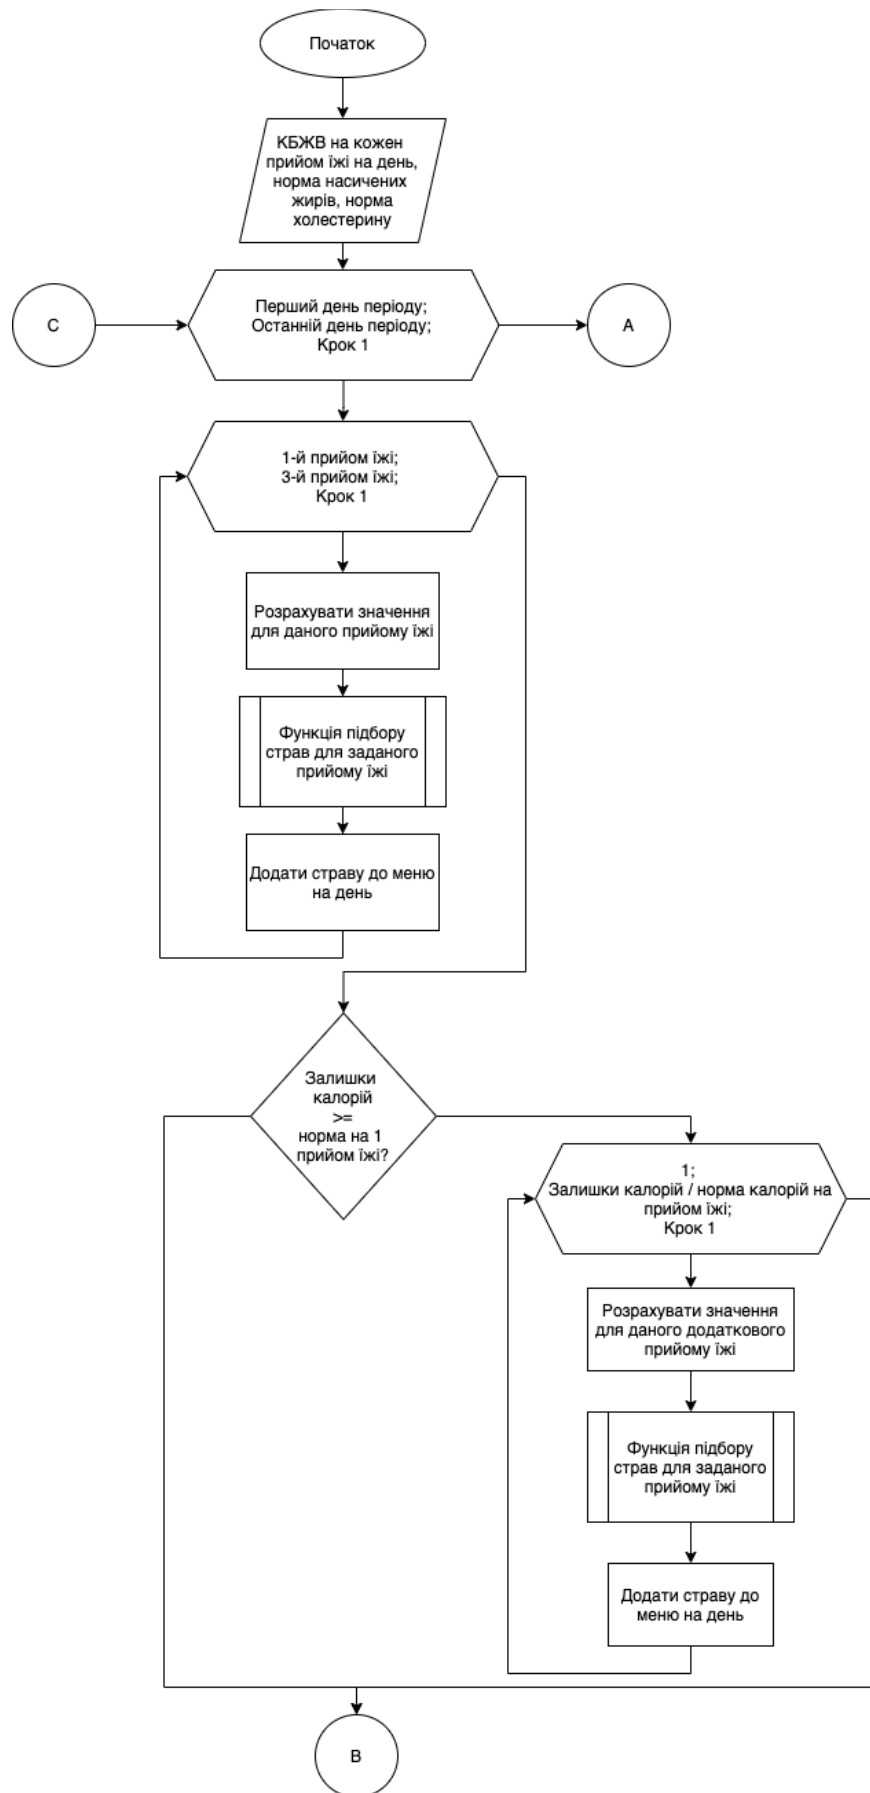 Початок
КБЖВ на кожен
прийом їжі на день,
норма насичених
жирів, норма
холестерину
C
Перший день періоду;
Останній день періоду;
Крок 1
A
1-й прийом їжі;
3-й прийом їжі;
Крок 1
Розрахувати значення
для даного прийому їжі
Функція підбору
страв для заданого
прийому їжі
Додати страву до меню
на день
Залишки
калорій
>=
норма на 1
прийом їжі?
1;
Залишки калорій / норма калорій на
прийом їжі;
Крок 1
Розрахувати значення
для даного додаткового
прийому їжі
Функція підбору
страв для заданого
прийому їжі
Додати страву до
меню на день
B